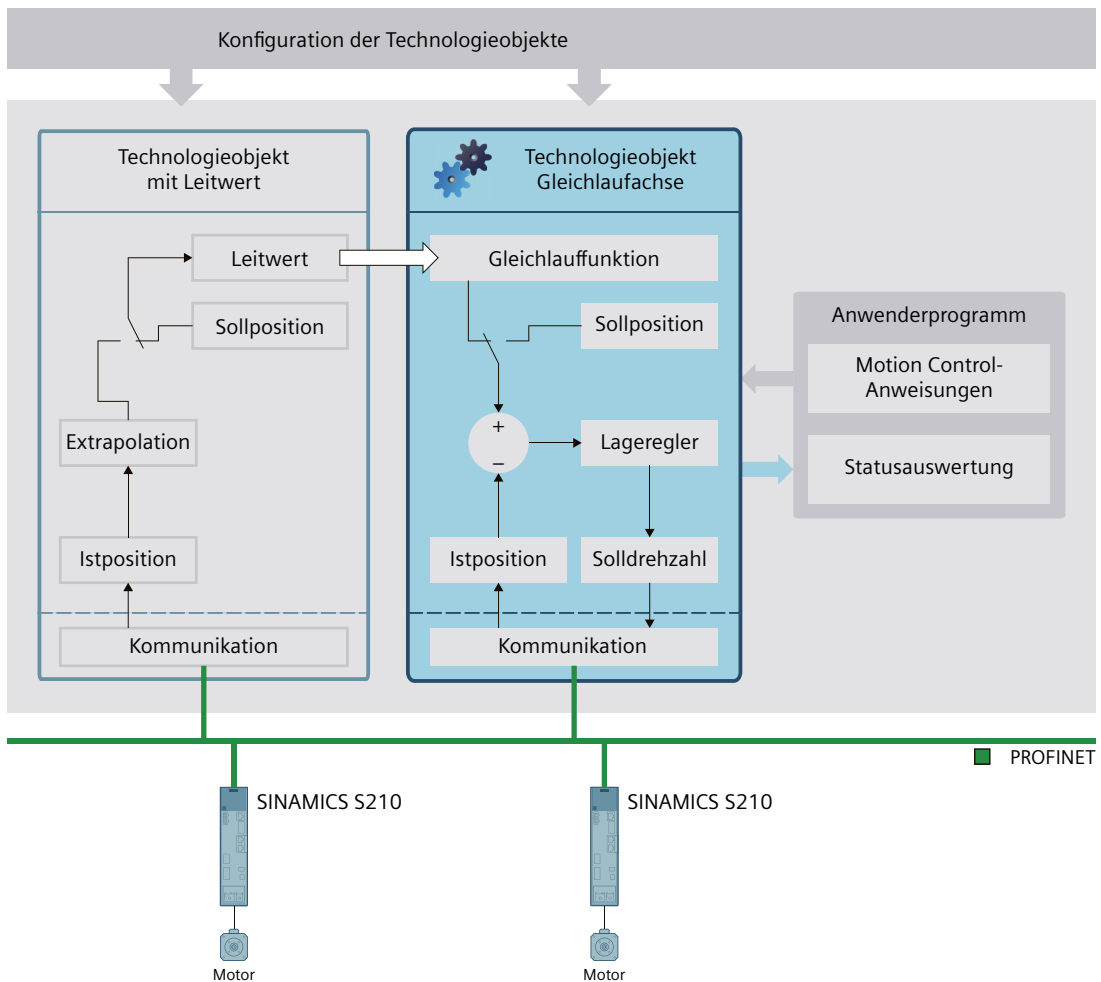 Konfiguration der Technologieobjekte
Technologieobjekt
mit Leitwert
Leitwert
Sollposition
Extrapolation
Istposition
Kommunikation
Technologieobjekt
Gleichlaufachse
Gleichlauffunktion
Sollposition
+
−
Lageregler
Istposition
Solldrehzahl
Kommunikation
Anwenderprogramm
Motion Control-
Anweisungen
Statusauswertung
PROFINET
SINAMICS S210
SINAMICS S210
Motor
Motor